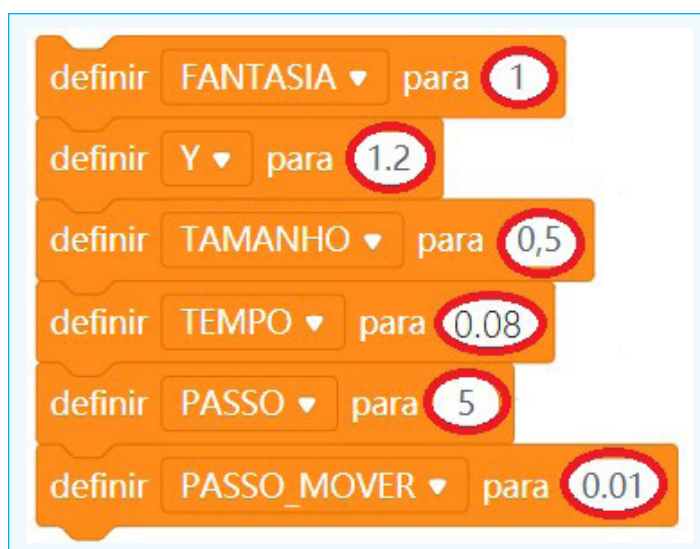 definir FANTASIA para 1
definir Y para 1.2
definir TAMANHO para 0,5
definir TEMPO para 0.08
definir PASSO para 5
definir PASSO_MOVER para 0.01